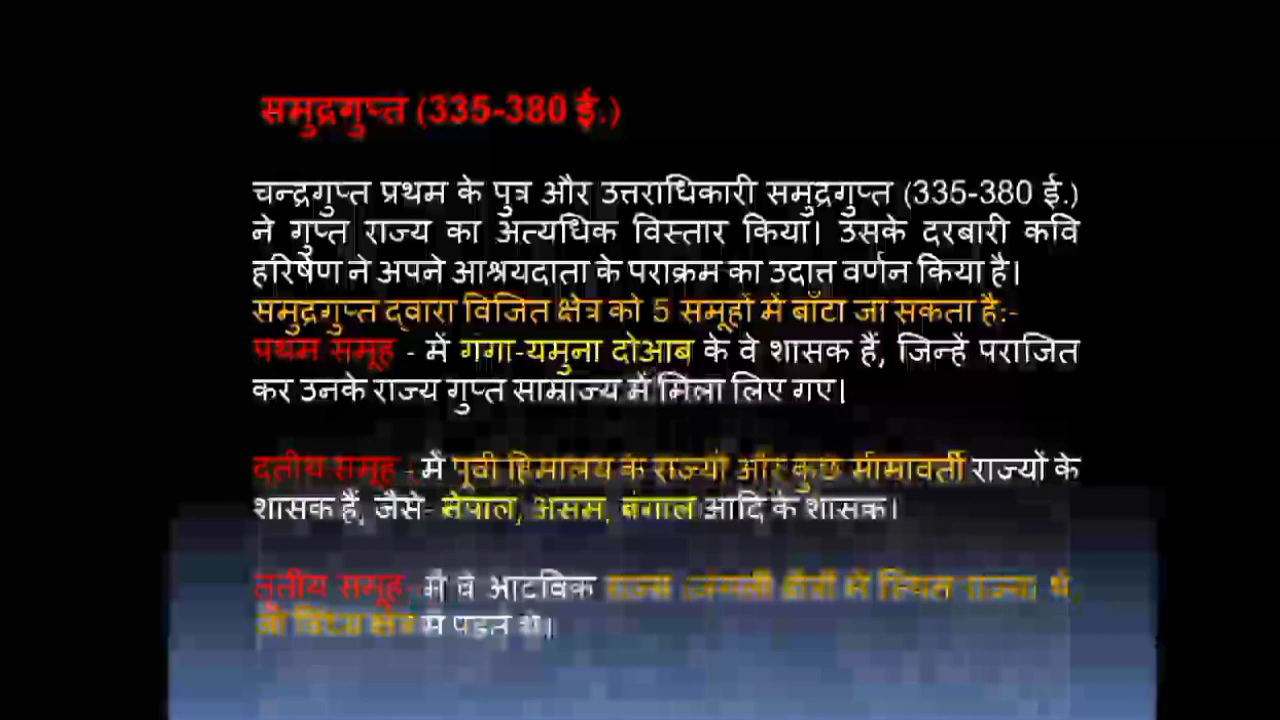 समुद्रगुप्त (335-380 ई.)
चन्द्रगुप्त प्रथम के पुत्र और उत्तराधिकारी समुद्रगुप्त (335-380 ई.)
ने गुप्त राज्य का अत्यधिक विस्तार किया। उसके दरबारी कवि
हरिषेण ने अपने आश्रयदाता के पराक्रम का उदात्त वर्णन किया है।
समुद्रगुप्त द्वारा विजित क्षेत्र को 5 समूहों में बाँटा जा सकता है:-
प्रथम समूह - में गंगा-यमुना दोआब के वे शासक हैं, जिन्हें पराजित
कर उनके राज्य गुप्त साम्राज्य में मिला लिए गए।
समूह - में पूर्वी हिमालय के राज्यों और कुछ सीमावर्ती राज्यों के
शासक हैं, जैसे- नेपाल, असम, बंगाल आदि के शासक।
तृतीय समूह- में वे आटविक राज्य (जंगली क्षेत्रों में स्थित राज्य) थे,
जो विंध्य क्षेत्र में पड़ते थे।